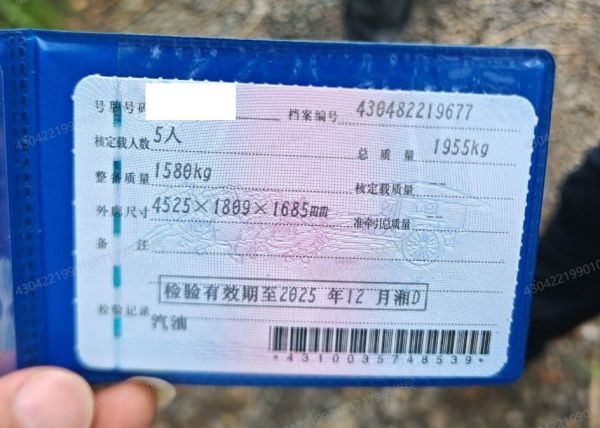 号牌号码 档案编号 430482219677
核定载人数 5人 总质量 1955kg
整备质量 1580kg 核定载质量 --
外廓尺寸 4525×1809×1685㎜ 准牵引总质量 --
备注
检验有效期至2025 年12 月湘D
检验记录
汽油
*4310035748539*